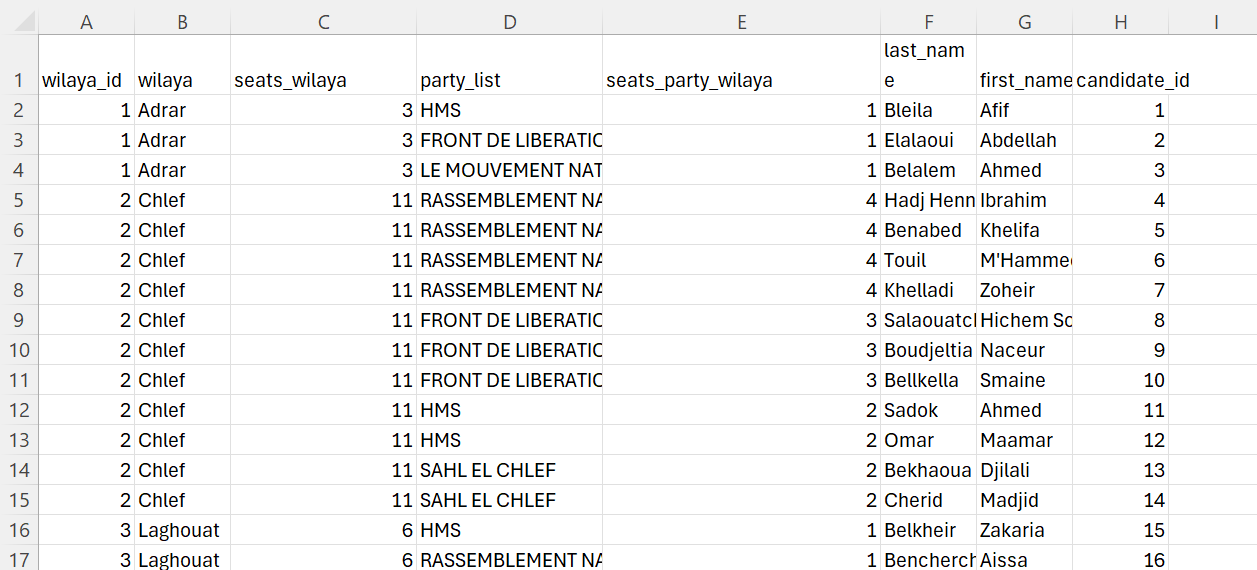 A B C D E F G H I
1 wilaya_id wilaya seats_wilaya party_list seats_party_wilaya last_name first_name candidate_id
2 1 Adrar 3 HMS 1 Bleila Afif 1
3 1 Adrar 3 FRONT DE LIBERATIO 1 Elalaoui Abdellah 2
4 1 Adrar 3 LE MOUVEMENT NAT 1 Belalem Ahmed 3
5 2 Chlef 11 RASSEMBLEMENT NA 4 Hadj Henn Ibrahim 4
6 2 Chlef 11 RASSEMBLEMENT NA 4 Benabed Khelifa 5
7 2 Chlef 11 RASSEMBLEMENT NA 4 Touil M'Hamme 6
8 2 Chlef 11 RASSEMBLEMENT NA 4 Khelladi Zoheir 7
9 2 Chlef 11 FRONT DE LIBERATIO 3 Salaouatc Hichem So 8
10 2 Chlef 11 FRONT DE LIBERATIO 3 Boudjeltia Naceur 9
11 2 Chlef 11 FRONT DE LIBERATIO 3 Bellkella Smaine 10
12 2 Chlef 11 HMS 2 Sadok Ahmed 11
13 2 Chlef 11 HMS 2 Omar Maamar 12
14 2 Chlef 11 SAHL EL CHLEF 2 Bekhaoua Djilali 13
15 2 Chlef 11 SAHL EL CHLEF 2 Cherid Madjid 14
16 3 Laghouat 6 HMS 1 Belkheir Zakaria 15
17 3 Laghouat 6 RASSEMBLEMENT NA 1 Bencherch Aissa 16